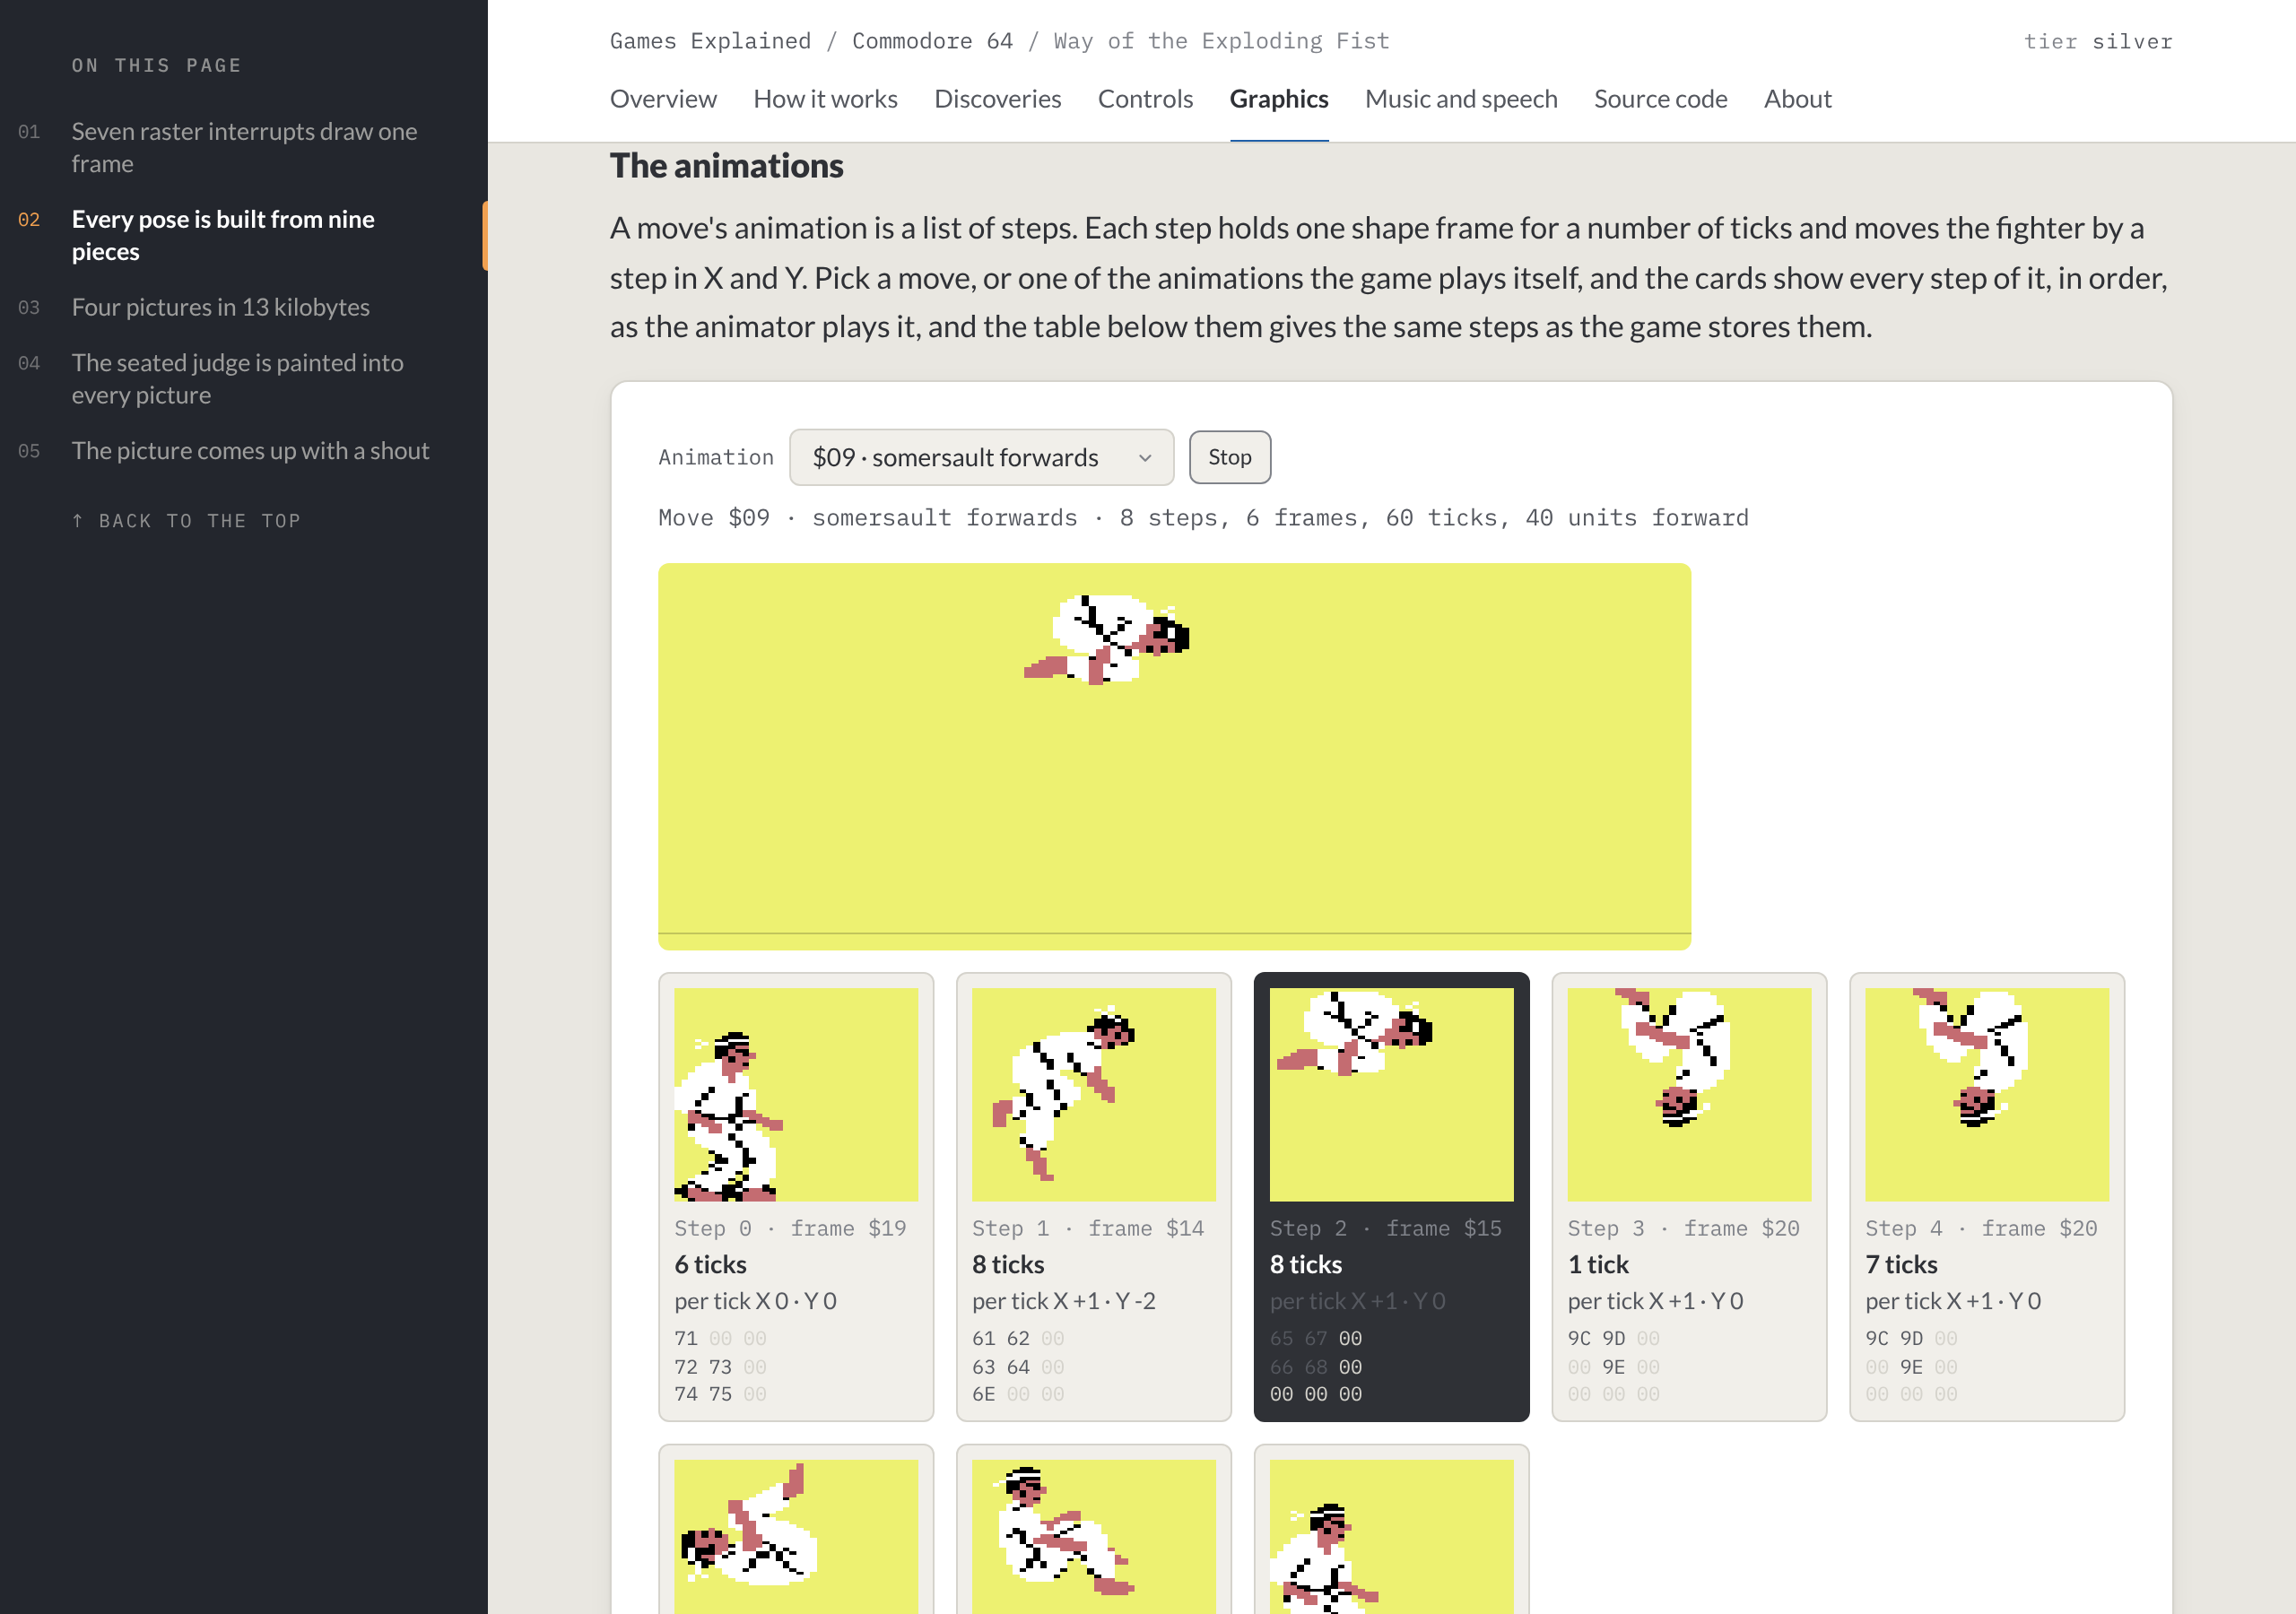 ON THIS PAGE
01 Seven raster interrupts draw one
frame
02 Every pose is built from nine
pieces
03 Four pictures in 13 kilobytes
04 The seated judge is painted into
every picture
05 The picture comes up with a shout
↑ BACK TO THE TOP
Games Explained / Commodore 64 / Way of the Exploding Fist
tier silver
Overview How it works Discoveries Controls Graphics Music and speech Source code About
The animations
A move's animation is a list of steps. Each step holds one shape frame for a number of ticks and moves the fighter by a
step in X and Y. Pick a move, or one of the animations the game plays itself, and the cards show every step of it, in order,
as the animator plays it, and the table below them gives the same steps as the game stores them.
Animation $09 · somersault forwards Stop
Move $09 · somersault forwards · 8 steps, 6 frames, 60 ticks, 40 units forward
Step 0 · frame $19
6 ticks
per tick X 0 · Y 0
71 00 00
72 73 00
74 75 00
Step 1 · frame $14
8 ticks
per tick X +1 · Y -2
61 62 00
63 64 00
6E 00 00
Step 2 · frame $15
8 ticks
per tick X +1 · Y 0
65 67 00
66 68 00
00 00 00
Step 3 · frame $20
1 tick
per tick X +1 · Y 0
9C 9D 00
00 9E 00
00 00 00
Step 4 · frame $20
7 ticks
per tick X +1 · Y 0
9C 9D 00
00 9E 00
00 00 00